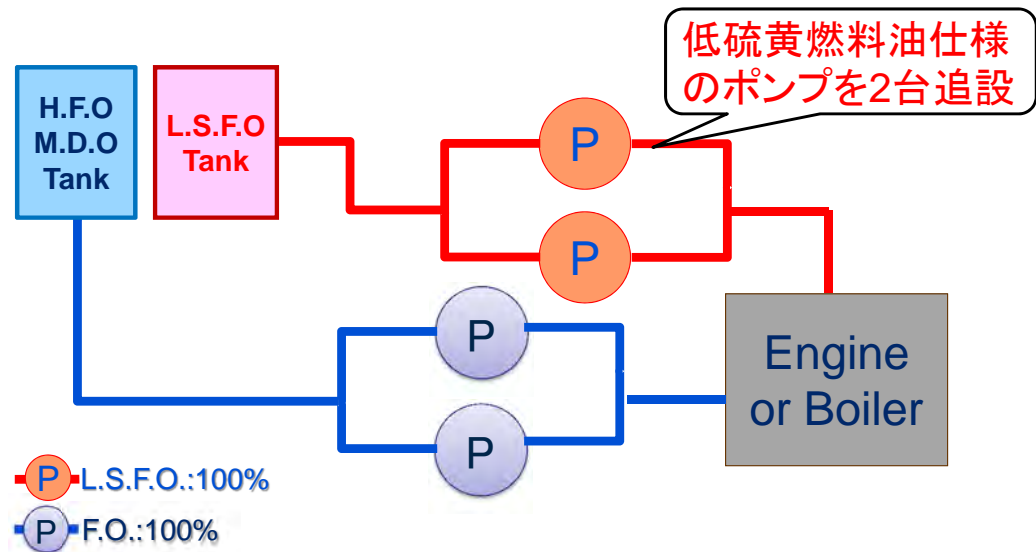 低硫黄燃料油仕様
のポンプを2台追設
H.F.O
M.D.O
Tank
L.S.F.O
Tank
P
P
P
P
Engine
or Boiler
P L.S.F.O.:100%
P F.O.:100%